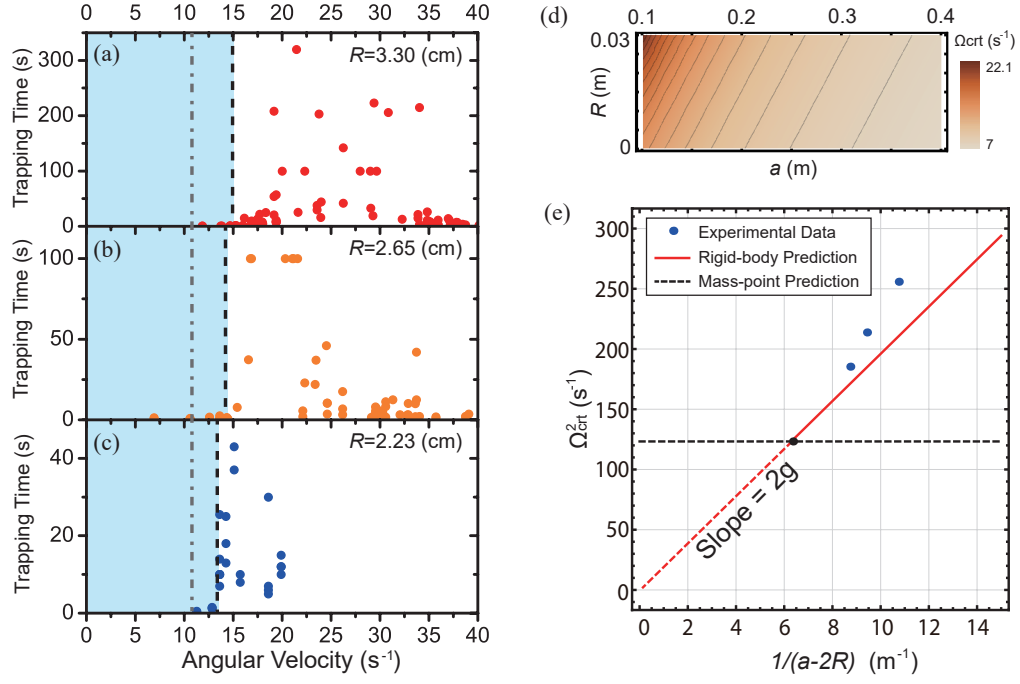 0 5 10 15 20 25 30 35 40
(a)
R=3.30 (cm)
Trapping Time (s)
300
200
100
0
(b)
R=2.65 (cm)
Trapping Time (s)
100
50
0
(c)
R=2.23 (cm)
Trapping Time (s)
40
20
0
0 5 10 15 20 25 30 35 40
Angular Velocity (s⁻¹)
(d)
0.1 0.2 0.3 0.4
0.03
R (m)
0
a (m)
Ωcrt (s⁻¹)
22.1
7
(e)
Experimental Data
Rigid-body Prediction
Mass-point Prediction
300
250
200
150
100
50
0
Ω²crt (s⁻¹)
Slope = 2g
0 2 4 6 8 10 12 14
1/(a-2R) (m⁻¹)